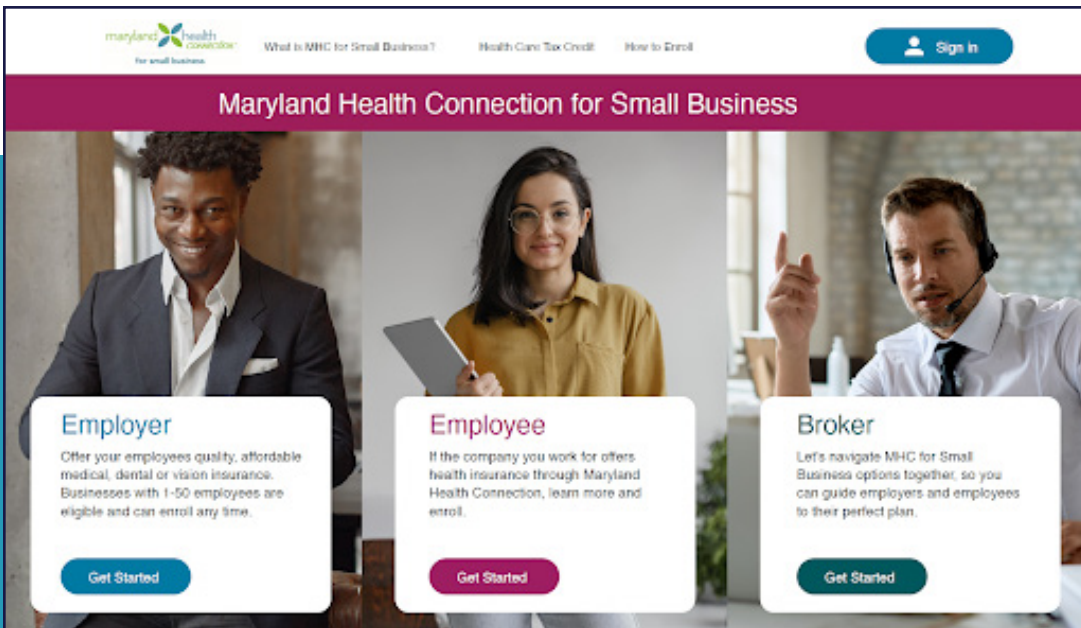 maryland health
connection
for small business
What is MHC for Small Business?
Health Care Tax Credit
How to Enroll
Sign in
Maryland Health Connection for Small Business
Employer
Offer your employees quality, affordable
medical, dental or vision insurance.
Businesses with 1-50 employees are
eligible and can enroll any time.
Get Started
Employee
If the company you work for offers
health insurance through Maryland
Health Connection, learn more and
enroll.
Get Started
Broker
Let's navigate MHC for Small
Business options together, so you
can guide employers and employees
to their perfect plan.
Get Started